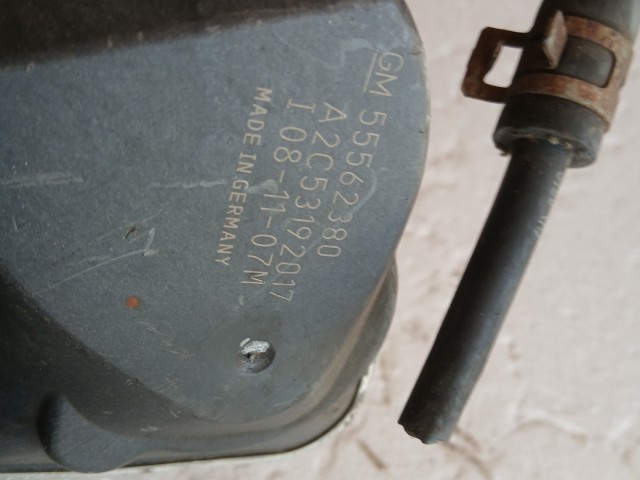 GM 55562380
A2C53192017
I 08-11-07M
MADE IN GERMANY